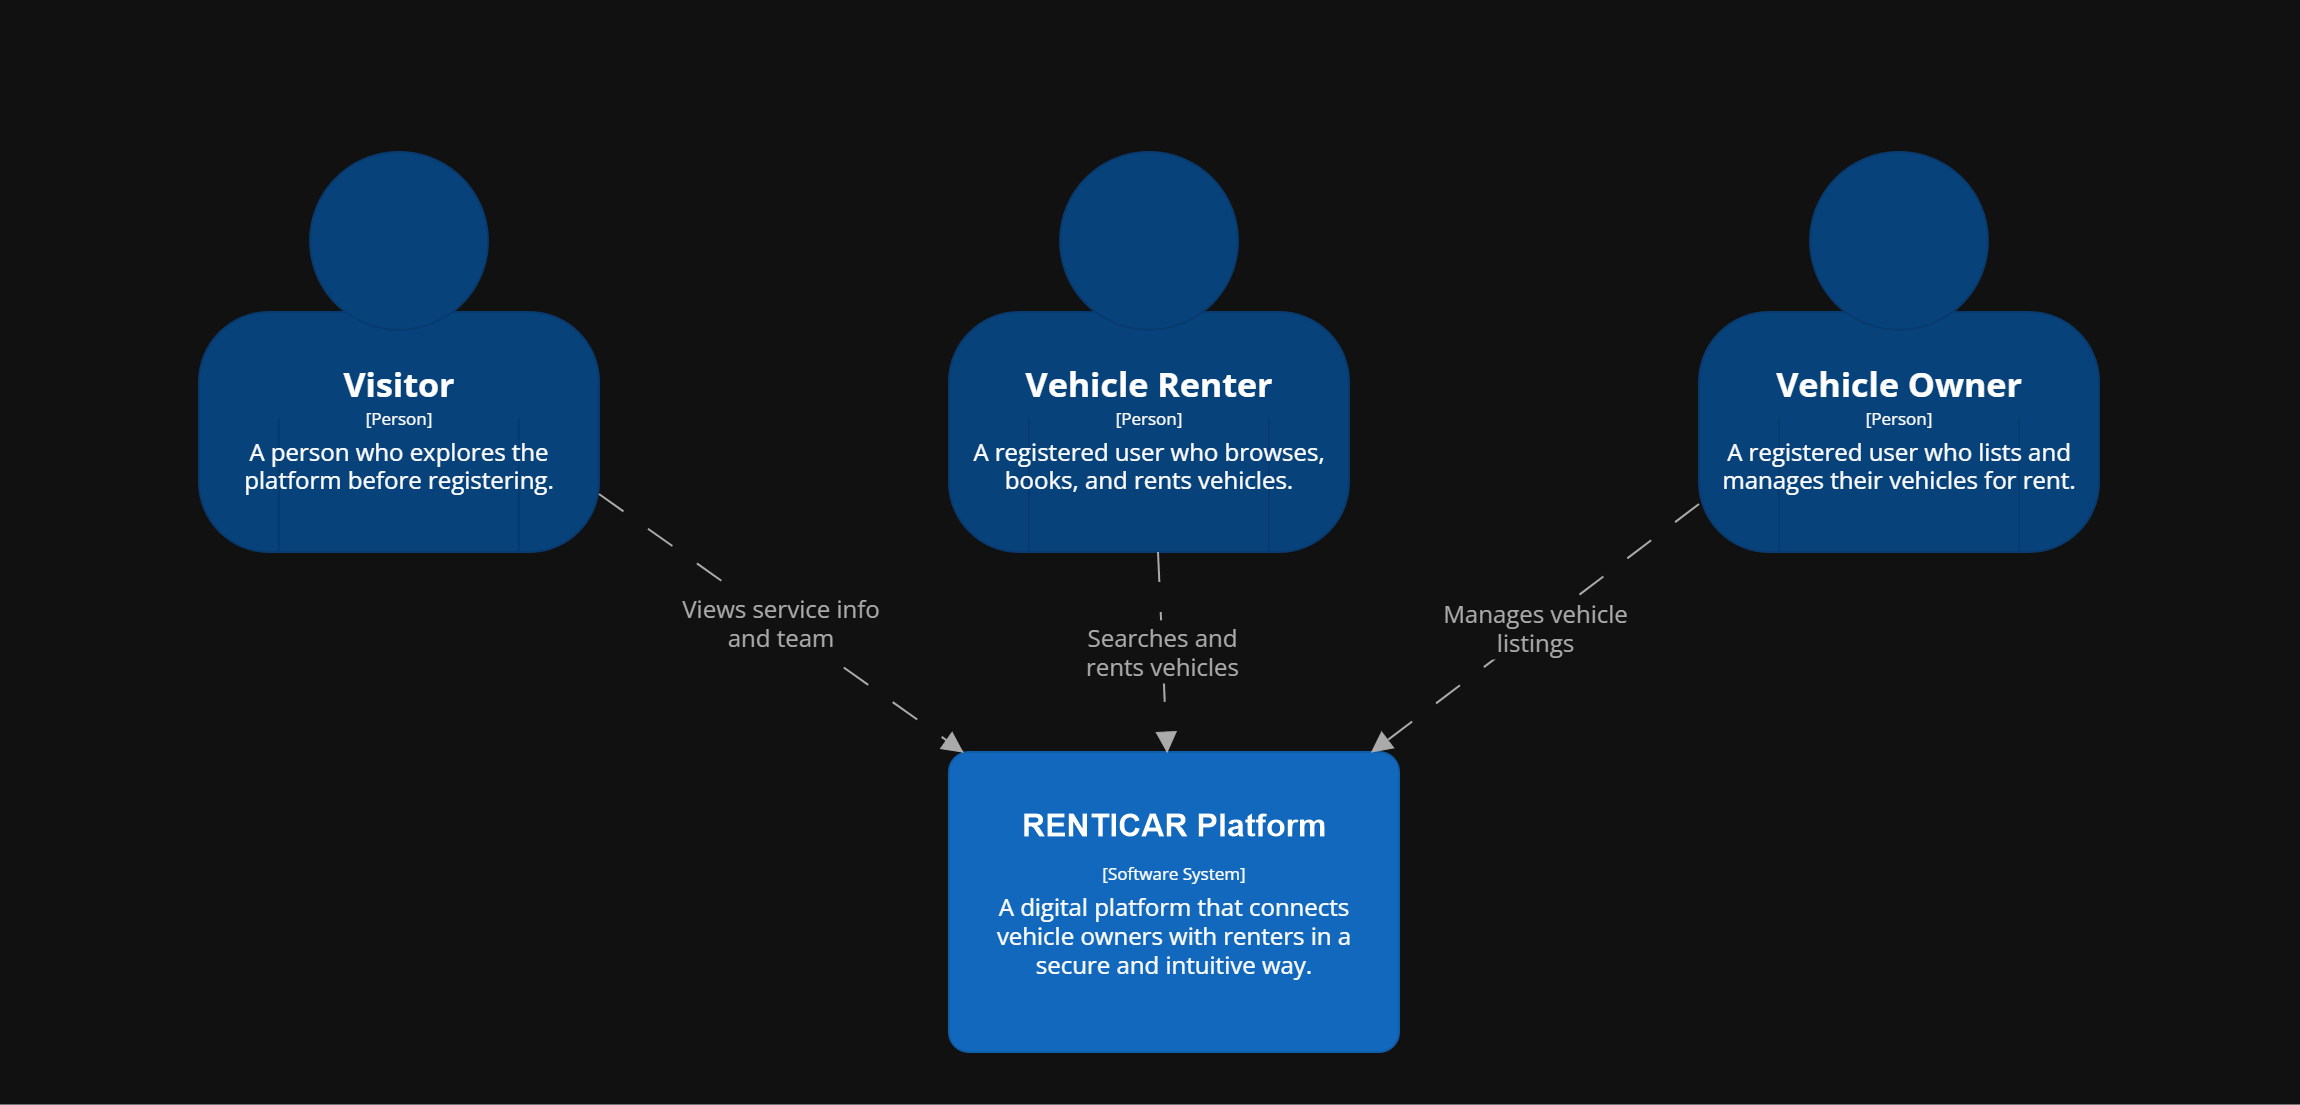 Visitor
[Person]
A person who explores the
platform before registering.
Vehicle Renter
[Person]
A registered user who browses,
books, and rents vehicles.
Vehicle Owner
[Person]
A registered user who lists and
manages their vehicles for rent.
Views service info
and team
Searches and
rents vehicles
Manages vehicle
listings
RENTICAR Platform
[Software System]
A digital platform that connects
vehicle owners with renters in a
secure and intuitive way.